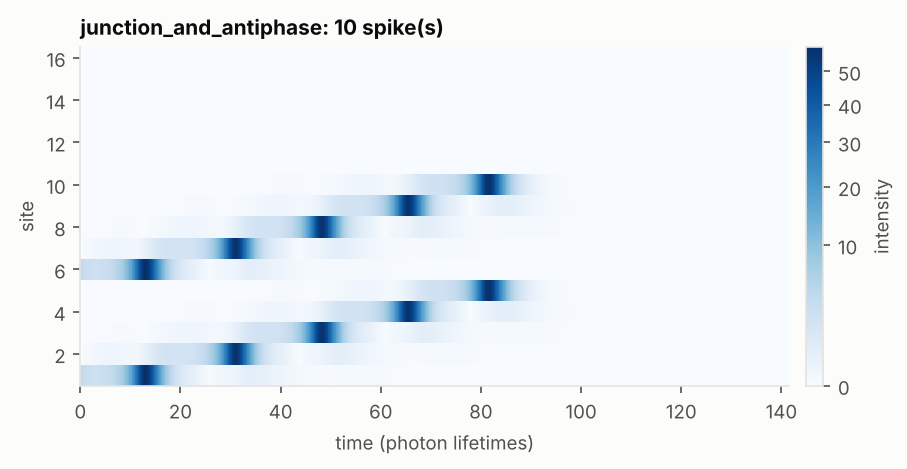 junction_and_antiphase: 10 spike(s)
16
14
12
10
8
6
4
2
site
0 20 40 60 80 100 120 140
time (photon lifetimes)
50
40
30
20
10
0
intensity